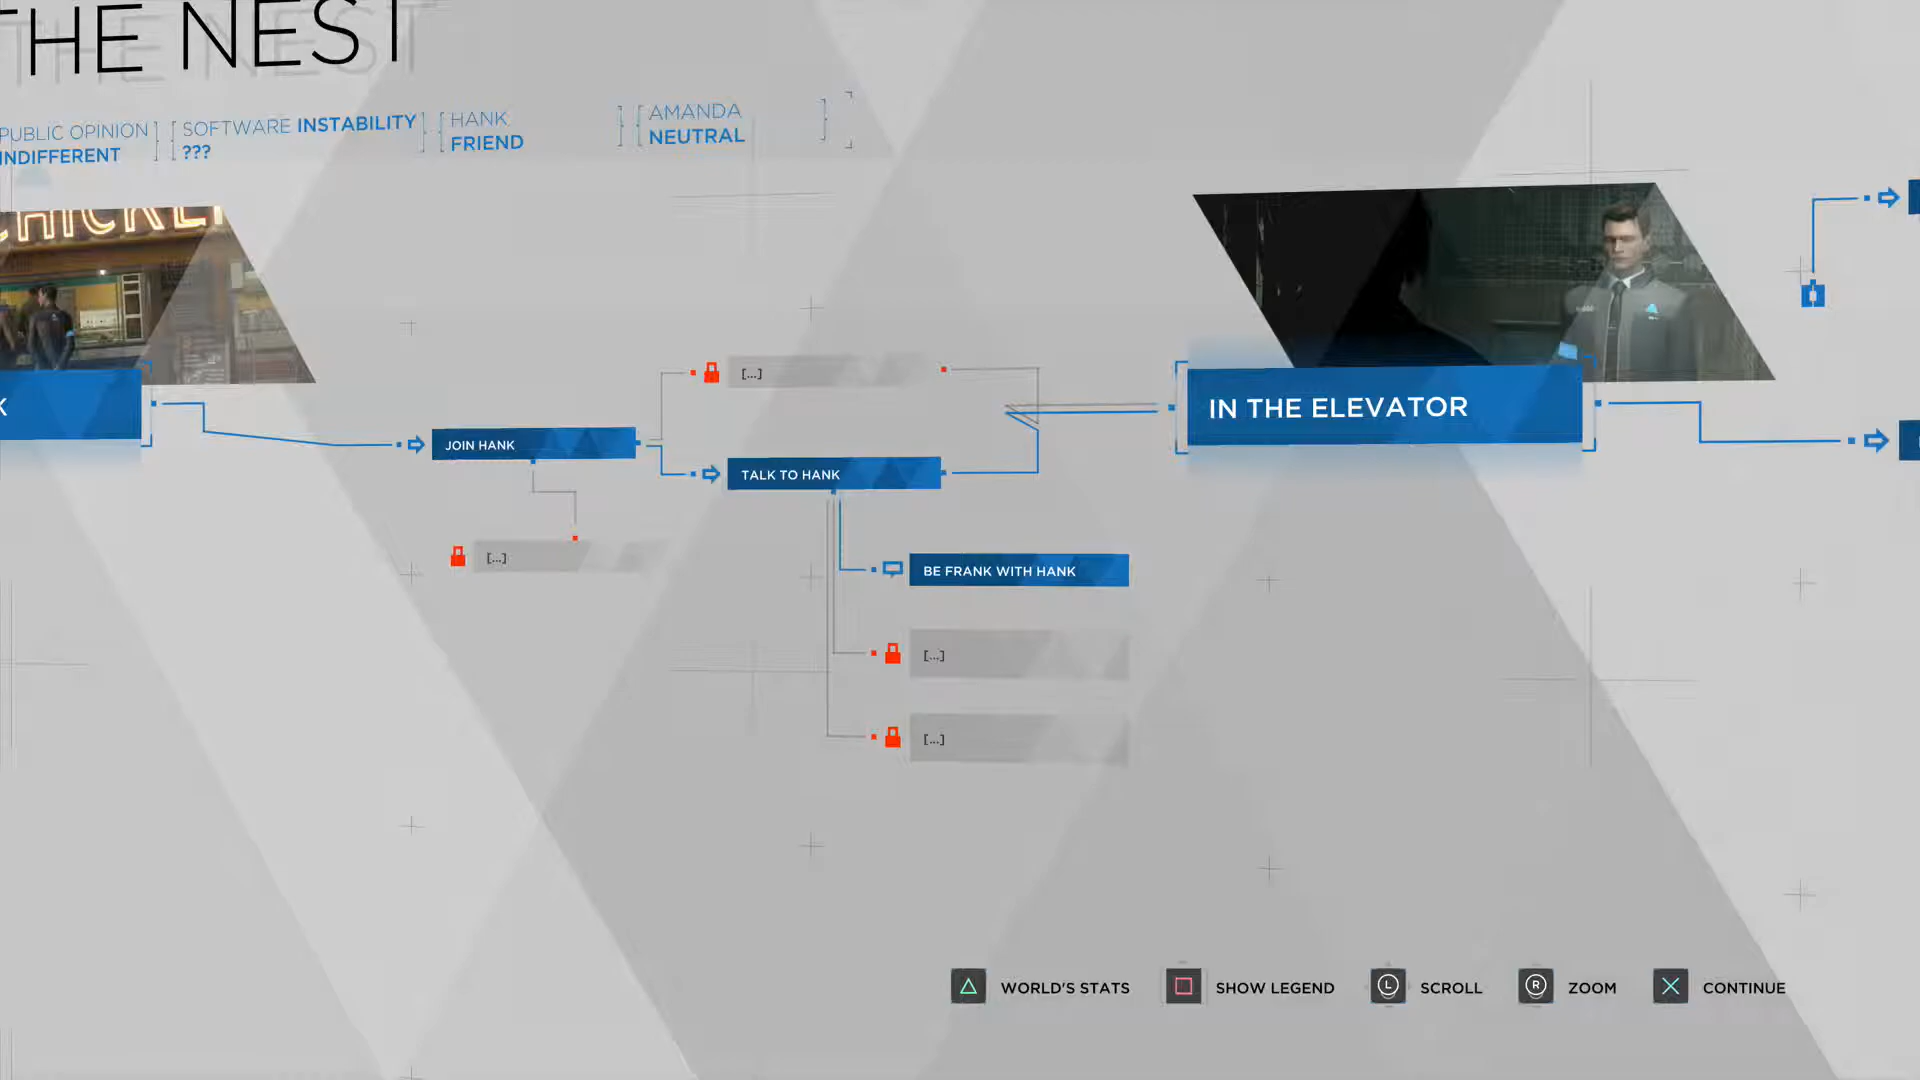 THE NEST
PUBLIC OPINION
INDIFFERENT
SOFTWARE INSTABILITY
???
HANK
FRIEND
AMANDA
NEUTRAL
CHICKE
K
JOIN HANK
[...]
[...]
TALK TO HANK
BE FRANK WITH HANK
[...]
[...]
IN THE ELEVATOR
WORLD'S STATS
SHOW LEGEND
L
SCROLL
R
ZOOM
CONTINUE